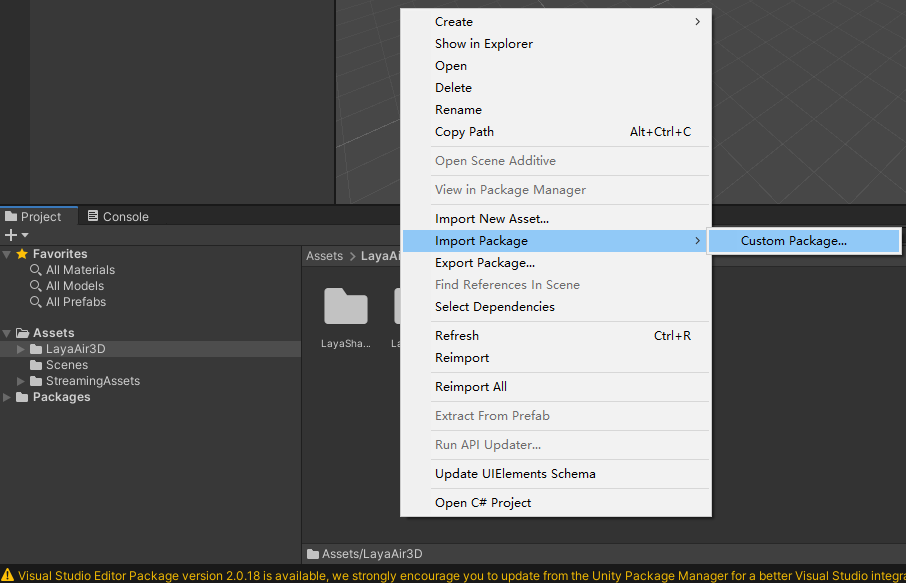 Create
Show in Explorer
Open
Delete
Rename
Copy Path Alt+Ctrl+C
Open Scene Additive
View in Package Manager
Import New Asset...
Import Package
Custom Package...
Export Package...
Find References In Scene
Select Dependencies
Refresh Ctrl+R
Reimport
Reimport All
Extract From Prefab
Run API Updater...
Update UIElements Schema
Open C# Project
Project Console
Favorites
All Materials
All Models
All Prefabs
Assets
LayaAir3D
Scenes
StreamingAssets
Packages
Assets > LayaAi
LayaSha...
Assets/LayaAir3D
Visual Studio Editor Package version 2.0.18 is available, we strongly encourage you to update from the Unity Package Manager for a better Visual Studio integra